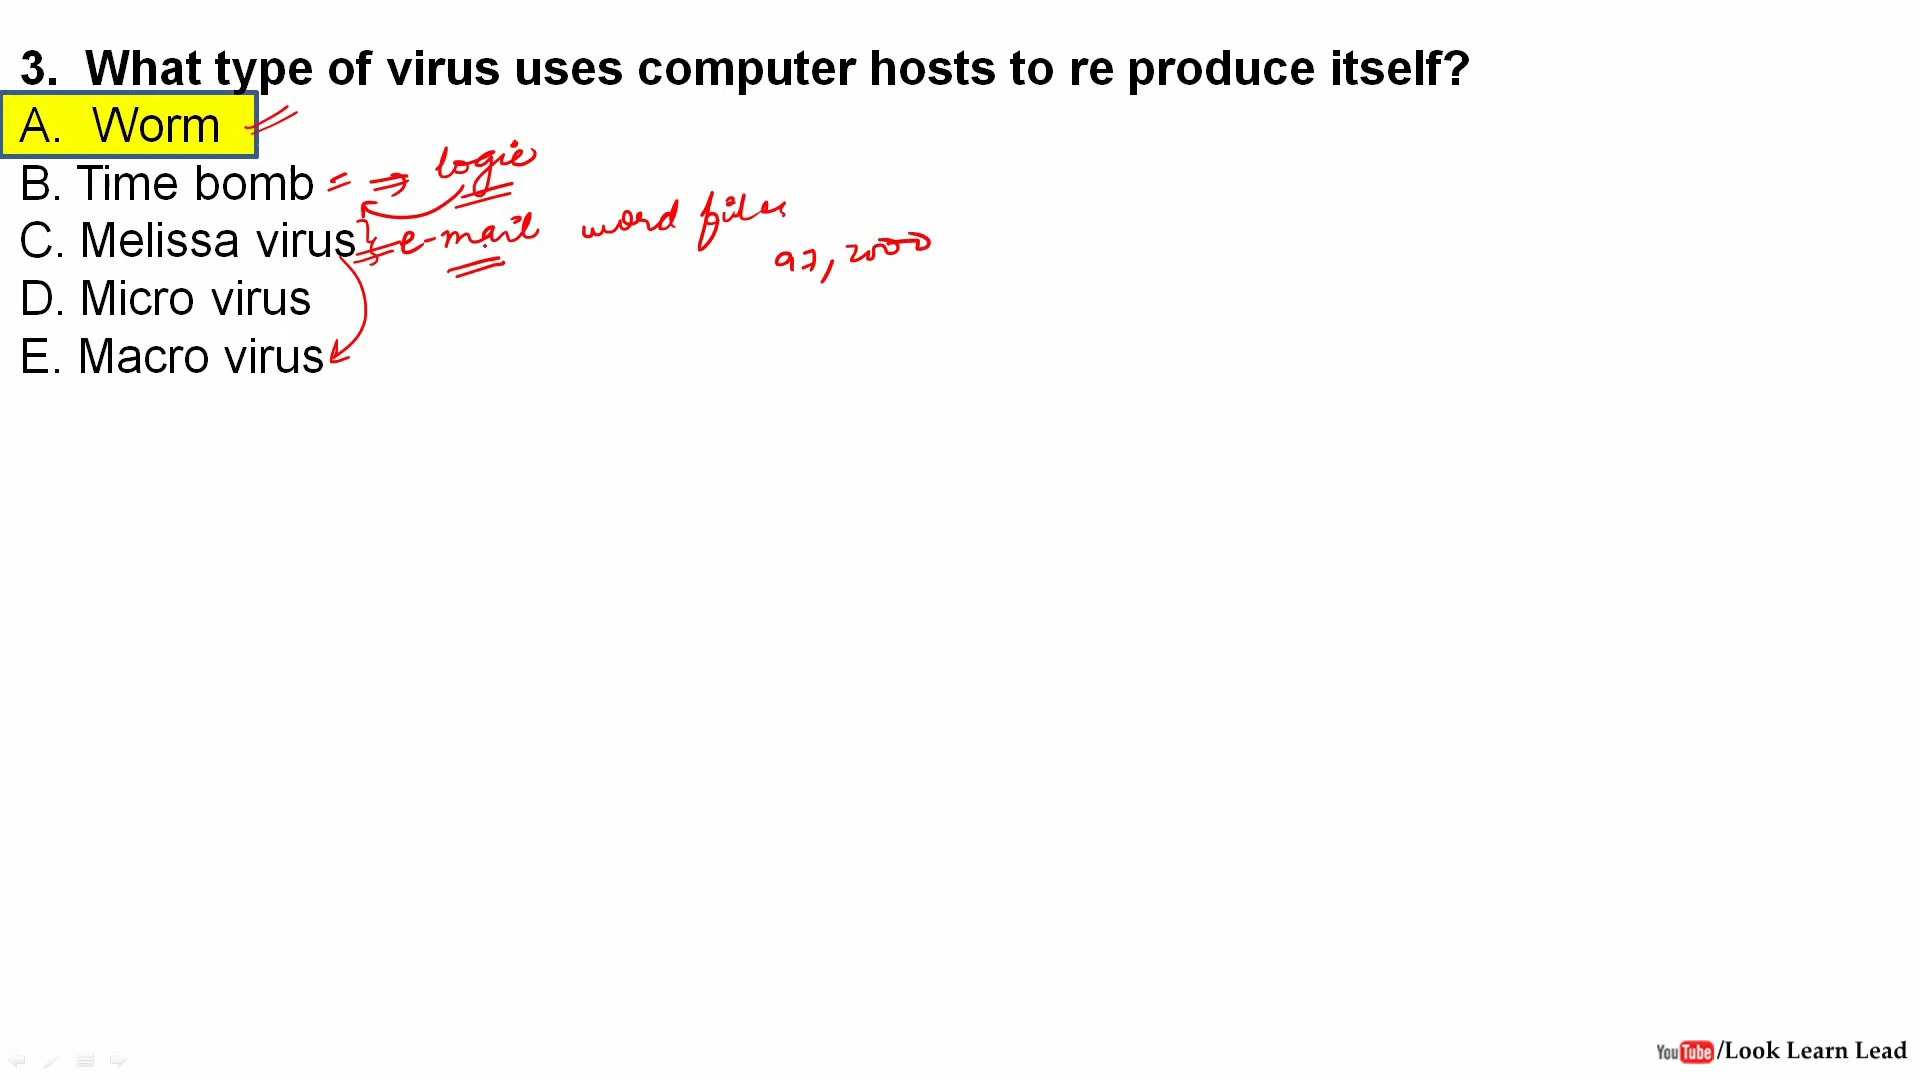 3. What type of virus uses computer hosts to re produce itself?
A. Worm
B. Time bomb = ⇒ logic
C. Melissa virus e-mail word files
97, 2000
D. Micro virus
E. Macro virus
YouTube/Look Learn Lead